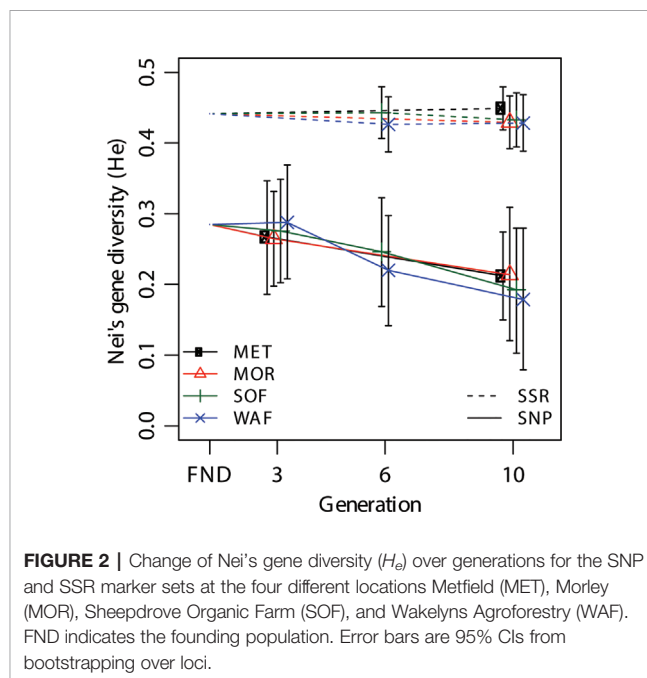 0.5
0.4
0.3
0.2
0.1
0.0
Nei's gene diversity (He)
MET
MOR
SOF
WAF
SSR
SNP
FND 3 6 10
Generation
FIGURE 2 | Change of Nei's gene diversity (He) over generations for the SNP
and SSR marker sets at the four different locations Metfield (MET), Morley
(MOR), Sheepdrove Organic Farm (SOF), and Wakelyns Agroforestry (WAF).
FND indicates the founding population. Error bars are 95% CIs from
bootstrapping over loci.